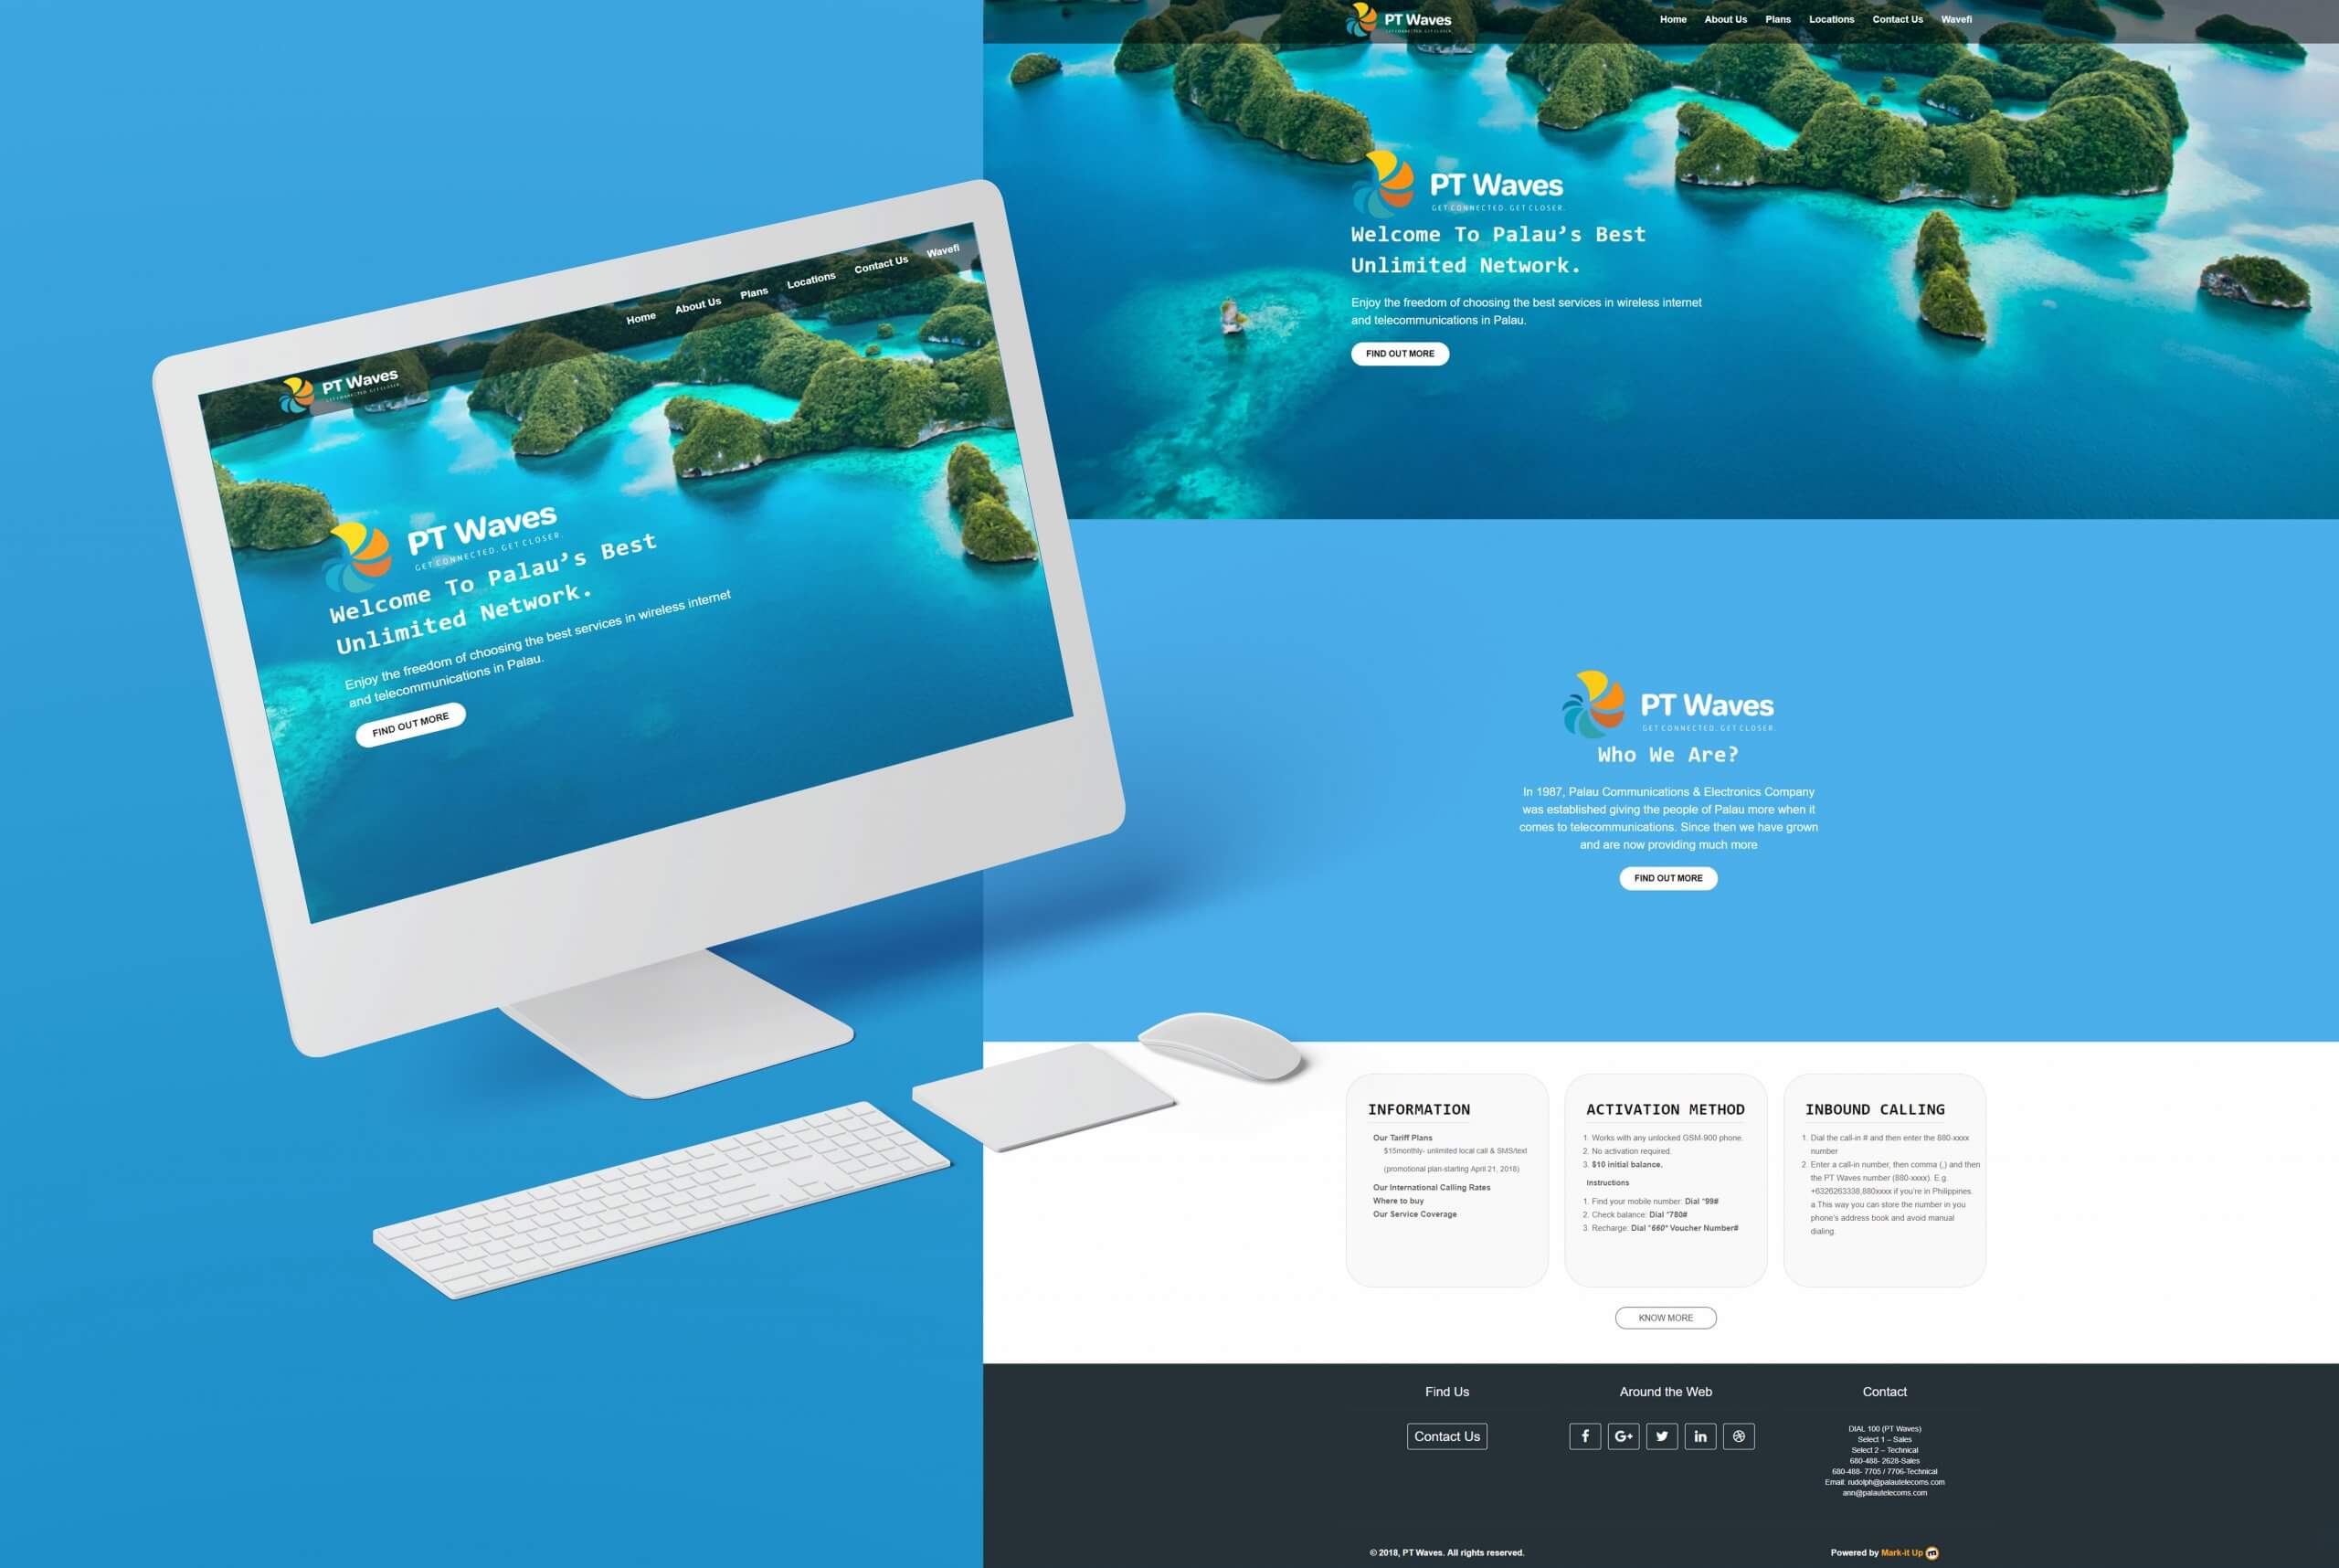 PT Waves
GET CONNECTED. GET CLOSER.
Home About Us Plans Locations Contact Us Wavefi
PT Waves
GET CONNECTED. GET CLOSER.
Welcome To Palau’s Best
Unlimited Network.
Enjoy the freedom of choosing the best services in wireless internet
and telecommunications in Palau.
FIND OUT MORE
Home About Us Plans Locations Contact Us Wavefi
PT Waves
GET CONNECTED. GET CLOSER.
PT Waves
GET CONNECTED. GET CLOSER.
Welcome To Palau’s Best
Unlimited Network.
Enjoy the freedom of choosing the best services in wireless internet
and telecommunications in Palau.
FIND OUT MORE
PT Waves
GET CONNECTED. GET CLOSER.
Who We Are?
In 1987, Palau Communications & Electronics Company
was established giving the people of Palau more when it
comes to telecommunications. Since then we have grown
and are now providing much more
FIND OUT MORE
INFORMATION
Our Tariff Plans
$15monthly- unlimited local call & SMS/text
(promotional plan-starting April 21, 2018)
Our International Calling Rates
Where to buy
Our Service Coverage
ACTIVATION METHOD
1. Works with any unlocked GSM-900 phone.
2. No activation required.
3. $10 initial balance.
Instructions
1. Find your mobile number: Dial *99#
2. Check balance: Dial *780#
3. Recharge: Dial *660* Voucher Number#
INBOUND CALLING
1. Dial the call-in # and then enter the 880-xxxx
number
2. Enter a call-in number, then comma (,) and then
the PT Waves number (880-xxxx). E.g.
+6326263338,880xxxx if you're in Philippines.
a.This way you can store the number in you
phone's address book and avoid manual
dialing.
KNOW MORE
Find Us
Contact Us
Around the Web
f G+ in
Contact
DIAL 100 (PT Waves)
Select 1 – Sales
Select 2 – Technical
680-488- 2628-Sales
680-488- 7705 / 7706-Technical
Email: rudolph@palautelecoms.com
ann@palautelecoms.com
© 2018, PT Waves. All rights reserved.
Powered by Mark-it Up m